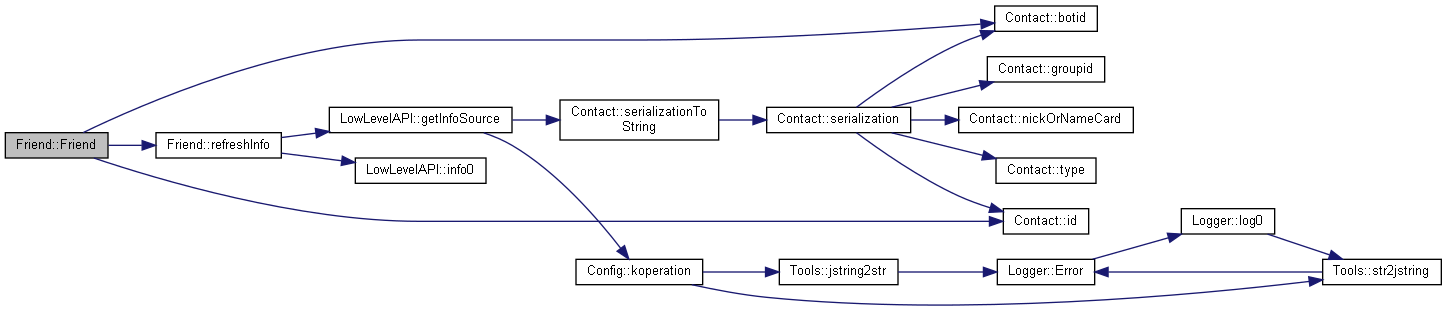 Friend::Friend
Friend::refreshInfo
LowLevelAPI::getInfoSource
LowLevelAPI::info0
Contact::serializationTo
String
Contact::serialization
Contact::botid
Contact::groupid
Contact::nickOrNameCard
Contact::type
Contact::id
Config::koperation
Tools::jstring2str
Logger::Error
Logger::log0
Tools::str2jstring